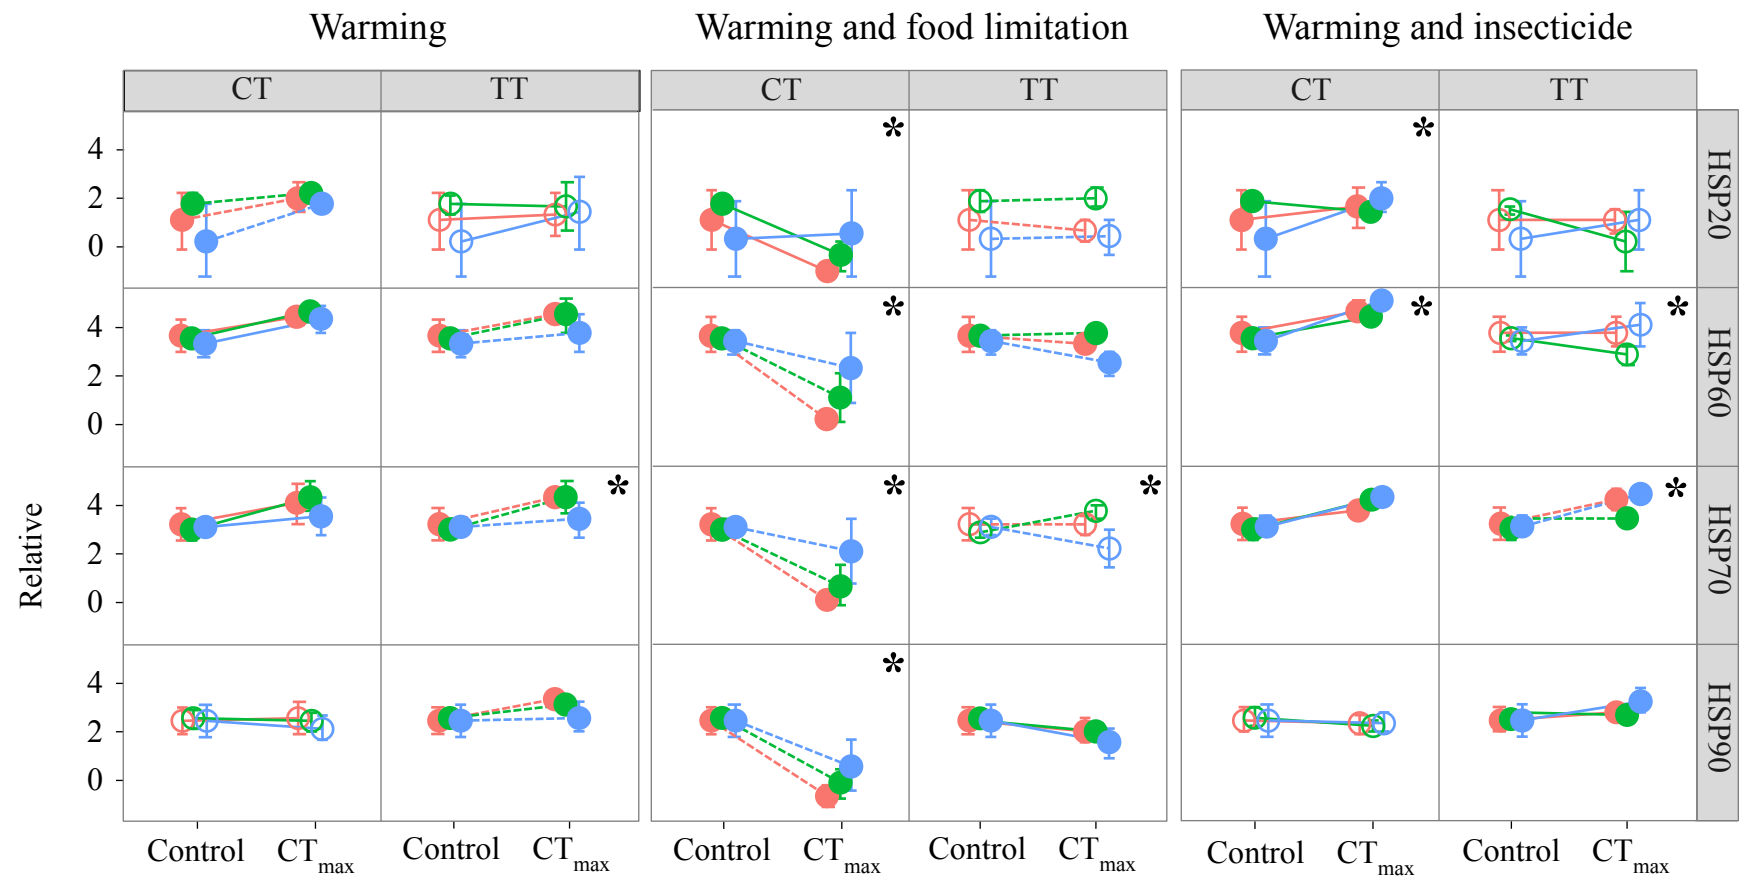 Warming Warming and food limitation Warming and insecticide
CT TT CT TT CT TT
4
2
0
*
*
HSP20
4
2
0
*
*
*
HSP60
4
2
0
*
*
*
*
HSP70
4
2
0
*
HSP90
Relative
Control CTmax Control CTmax Control CTmax Control CTmax Control CTmax Control CTmax